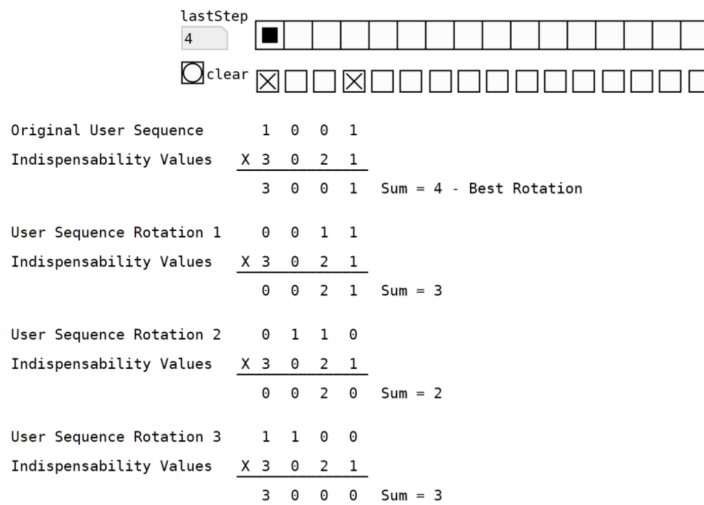 lastStep
4
clear
Original User Sequence 1 0 0 1
Indispensability Values X 3 0 2 1
3 0 0 1 Sum = 4 - Best Rotation
User Sequence Rotation 1 0 0 1 1
Indispensability Values X 3 0 2 1
0 0 2 1 Sum = 3
User Sequence Rotation 2 0 1 1 0
Indispensability Values X 3 0 2 1
0 0 2 0 Sum = 2
User Sequence Rotation 3 1 1 0 0
Indispensability Values X 3 0 2 1
3 0 0 0 Sum = 3